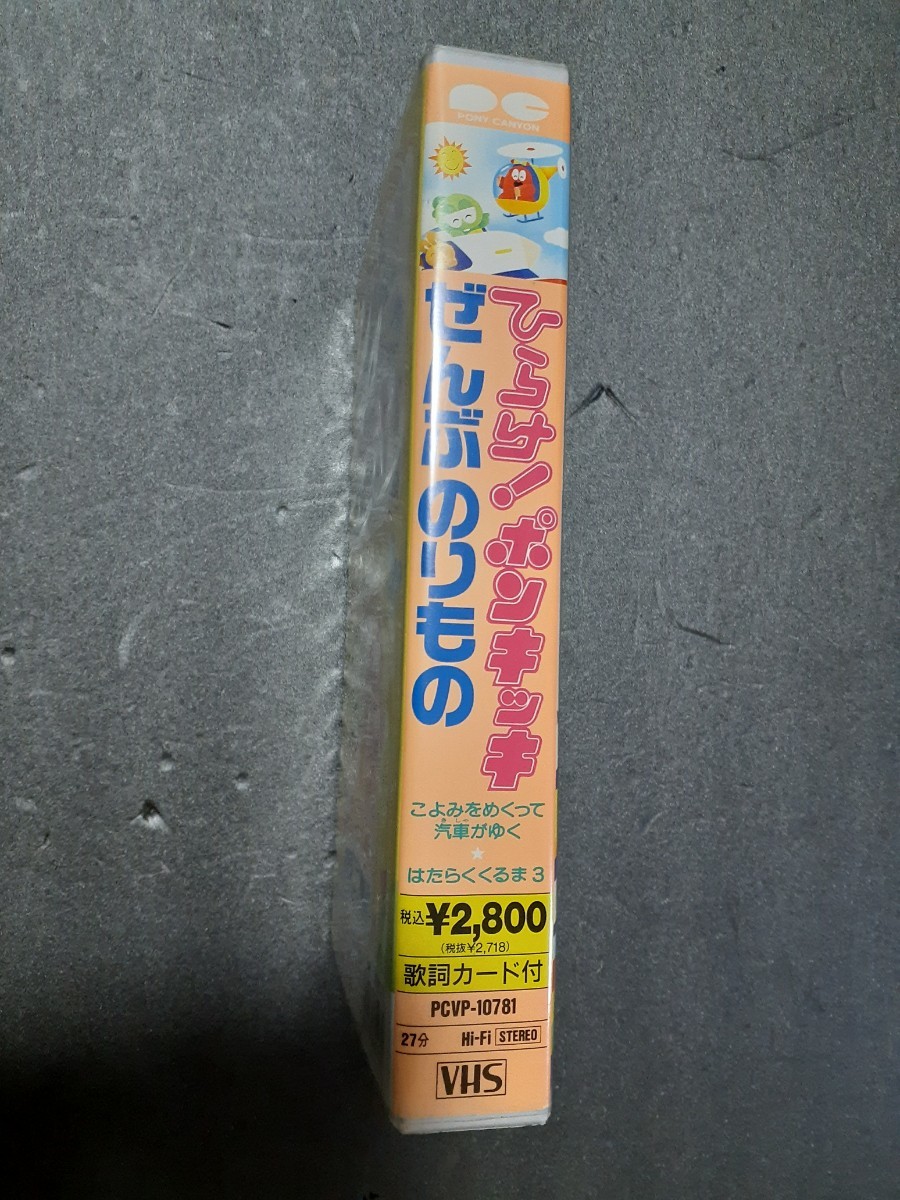 PC
PONY CANYON
ひらけ！ポンキッキ
ぜんぶのりもの
こよみをめくって
汽車がゆく
★
はたらくくるま3
税込¥2,800
(税抜¥2,718)
歌詞カード付
PCVP-10781
27分 Hi-Fi STEREO
VHS